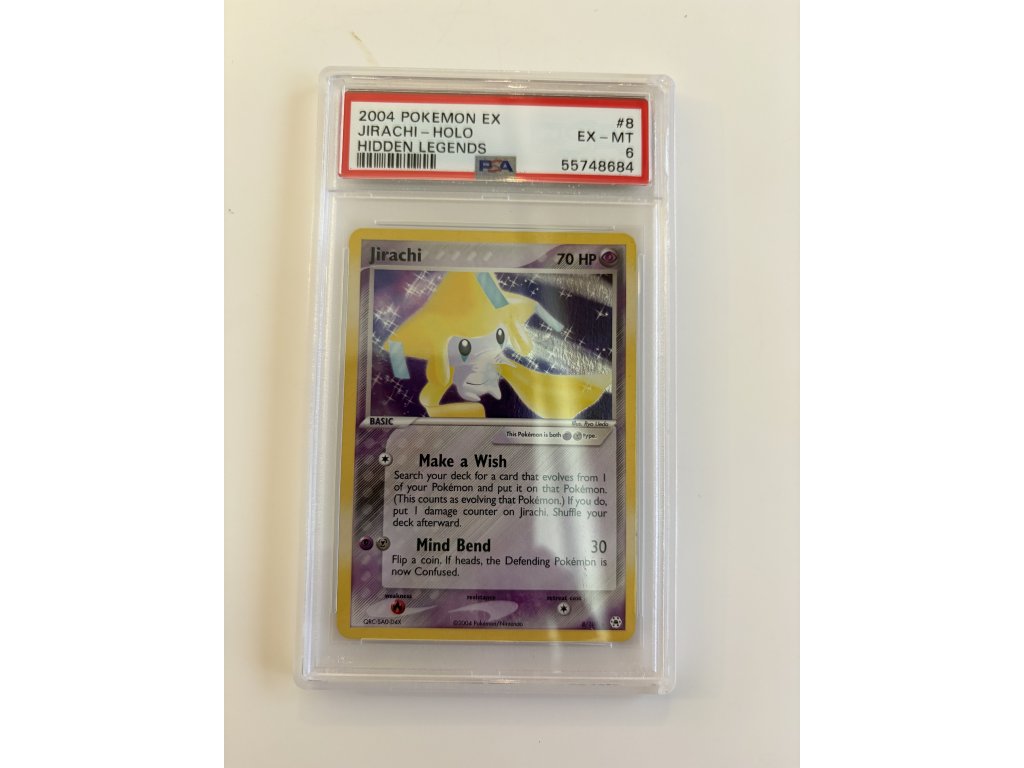 2004 POKEMON EX #8
JIRACHI - HOLO EX - MT
HIDDEN LEGENDS 6
PSA 55748684
Jirachi 70 HP
BASIC Illus. Ryo Ueda
This Pokémon is both type.
Make a Wish
Search your deck for a card that evolves from 1
of your Pokémon and put it on that Pokémon.
(This counts as evolving that Pokémon.) If you do,
put 1 damage counter on Jirachi. Shuffle your
deck afterward.
Mind Bend 30
Flip a coin. If heads, the Defending Pokémon is
now Confused.
weakness resistance retreat cost
©2004 Pokémon/Nintendo